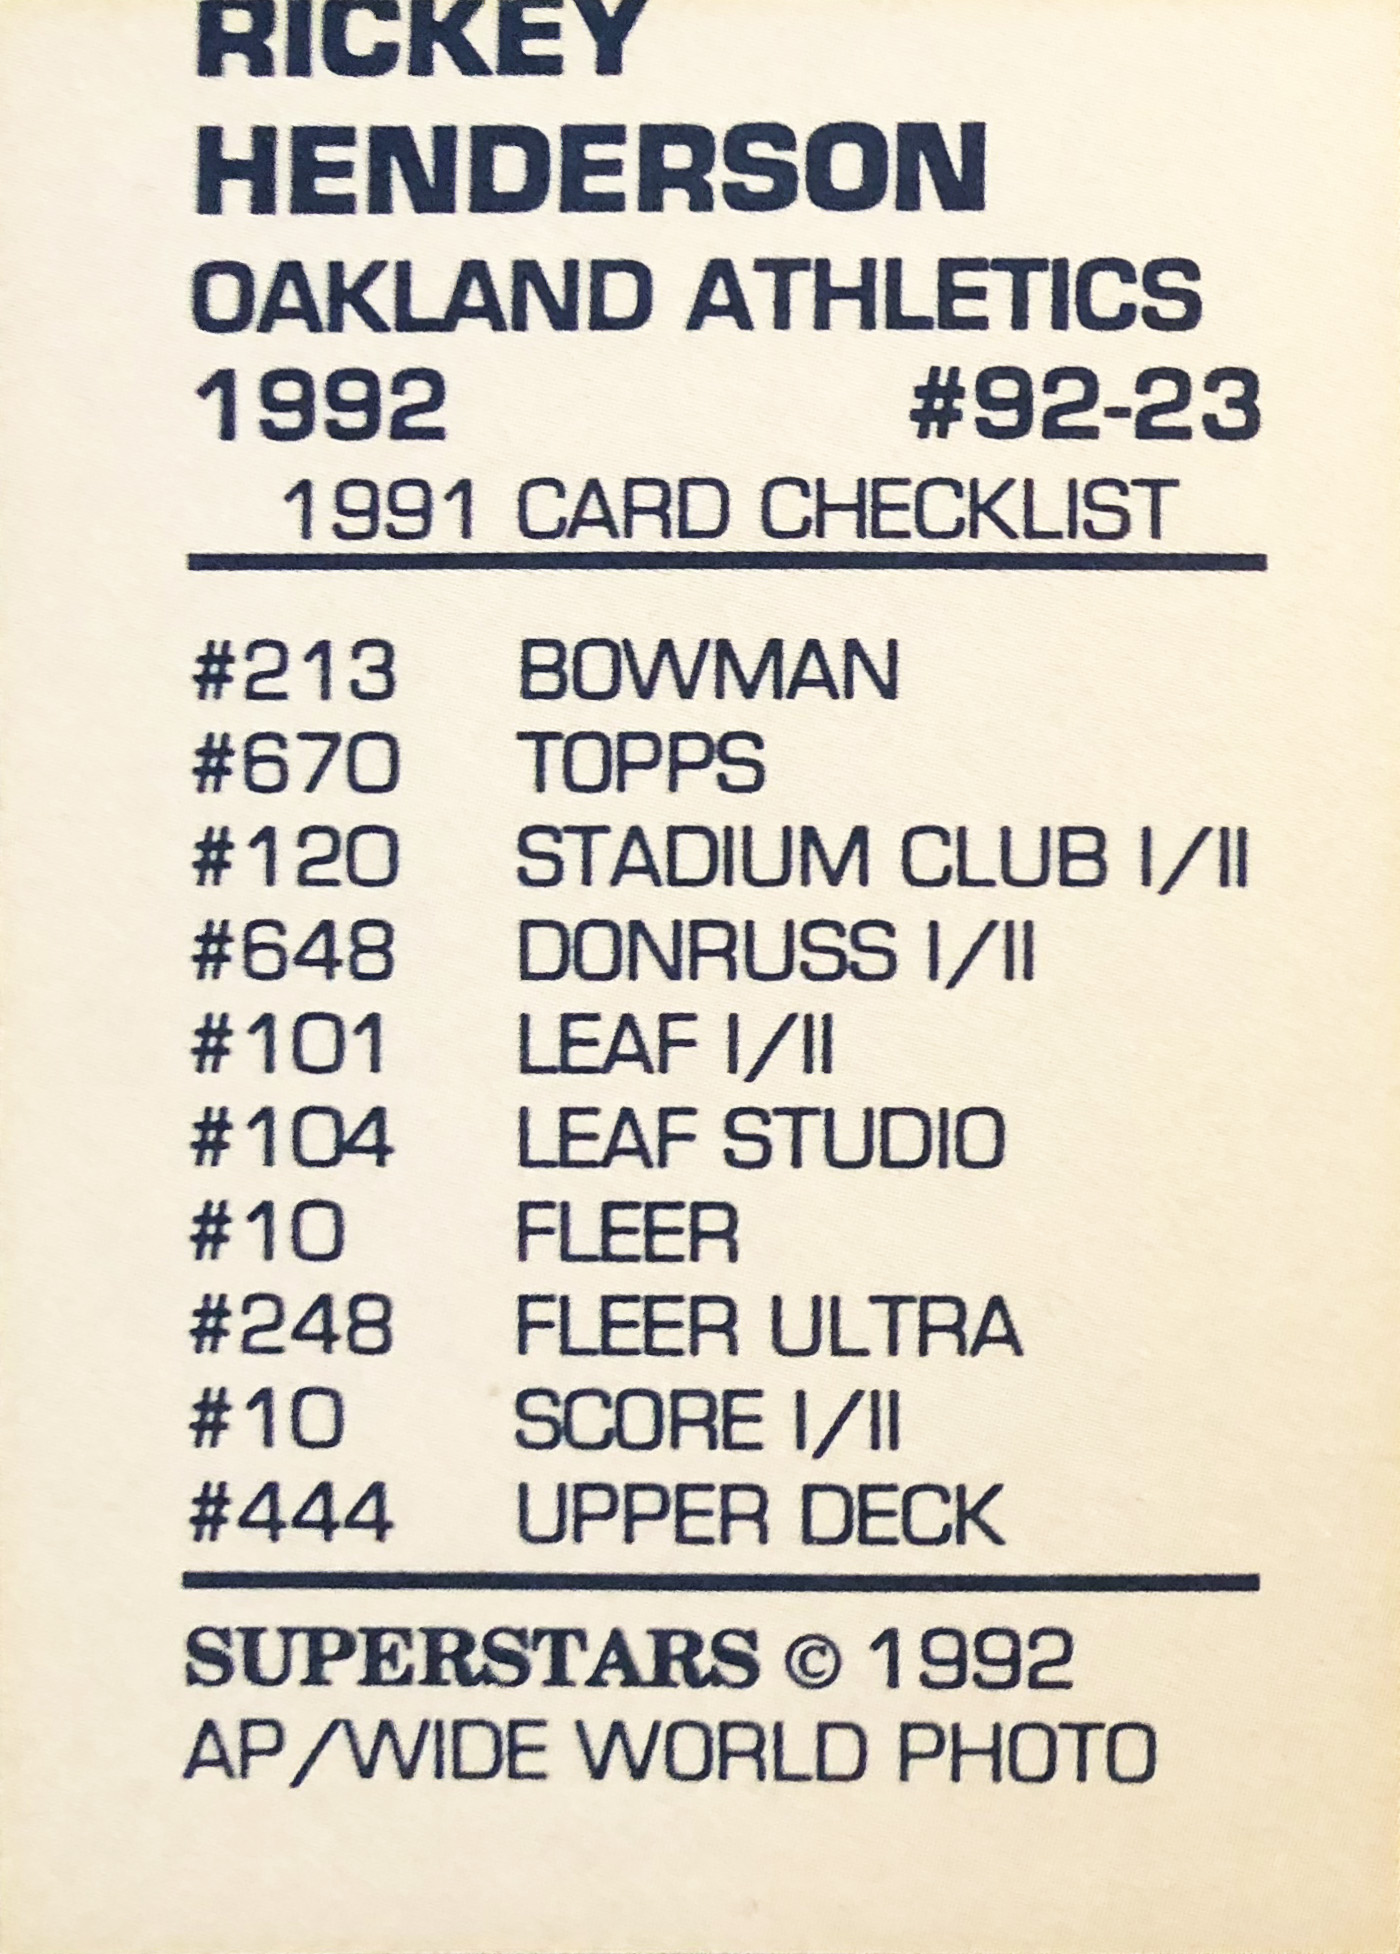 RICKEY
HENDERSON
OAKLAND ATHLETICS
1992 #92-23
1991 CARD CHECKLIST
#213 BOWMAN
#670 TOPPS
#120 STADIUM CLUB I/II
#648 DONRUSS I/II
#101 LEAF I/II
#104 LEAF STUDIO
#10 FLEER
#248 FLEER ULTRA
#10 SCORE I/II
#444 UPPER DECK
SUPERSTARS © 1992
AP/WIDE WORLD PHOTO